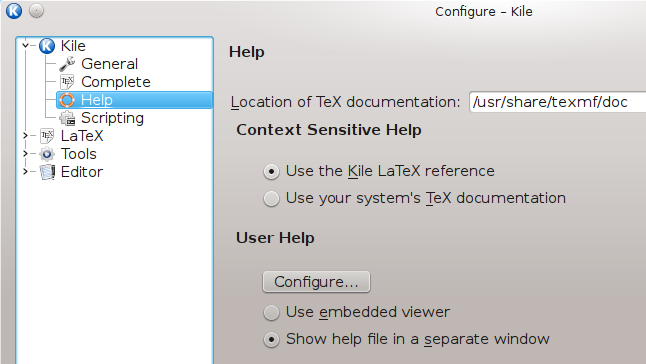 Configure – Kile
Kile
General
Complete
Help
Scripting
LaTeX
Tools
Editor
Help
Location of TeX documentation: /usr/share/texmf/doc
Context Sensitive Help
Use the Kile LaTeX reference
Use your system's TeX documentation
User Help
Configure...
Use embedded viewer
Show help file in a separate window